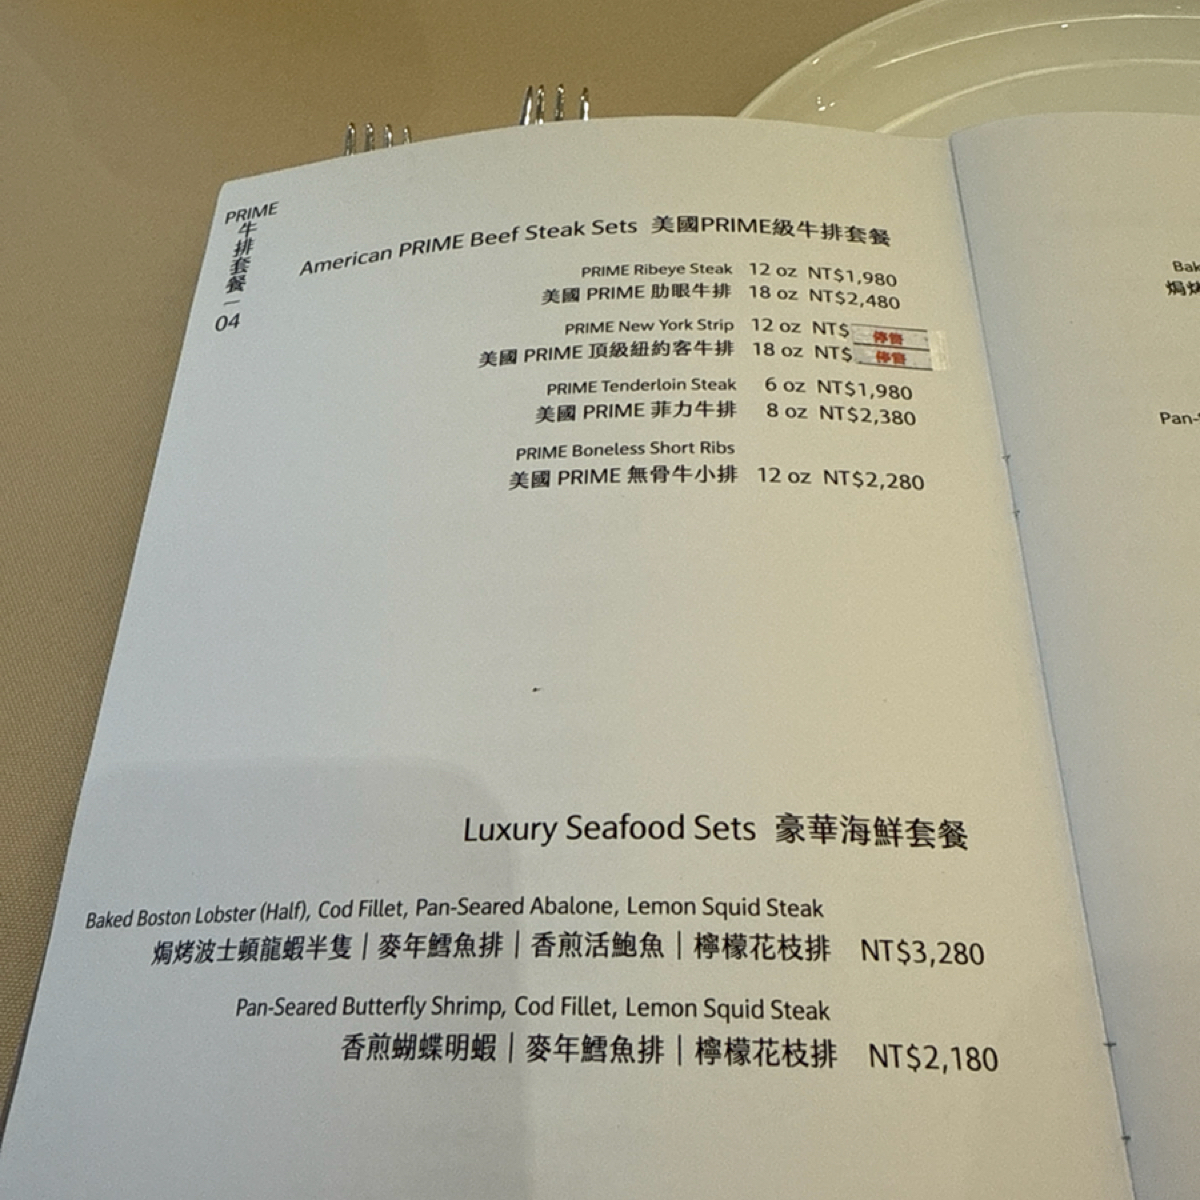 PRIME牛排套餐 — 04
American PRIME Beef Steak Sets 美國PRIME級牛排套餐
PRIME Ribeye Steak 12 oz NT$1,980
美國 PRIME 肋眼牛排 18 oz NT$2,480
PRIME New York Strip 12 oz NT$ 停售
美國 PRIME 頂級紐約客牛排 18 oz NT$ 停售
PRIME Tenderloin Steak 6 oz NT$1,980
美國 PRIME 菲力牛排 8 oz NT$2,380
PRIME Boneless Short Ribs
美國 PRIME 無骨牛小排 12 oz NT$2,280
Luxury Seafood Sets 豪華海鮮套餐
Baked Boston Lobster (Half), Cod Fillet, Pan-Seared Abalone, Lemon Squid Steak
焗烤波士頓龍蝦半隻｜麥年鱈魚排｜香煎活鮑魚｜檸檬花枝排 NT$3,280
Pan-Seared Butterfly Shrimp, Cod Fillet, Lemon Squid Steak
香煎蝴蝶明蝦｜麥年鱈魚排｜檸檬花枝排 NT$2,180
Bak
焗烤
Pan-